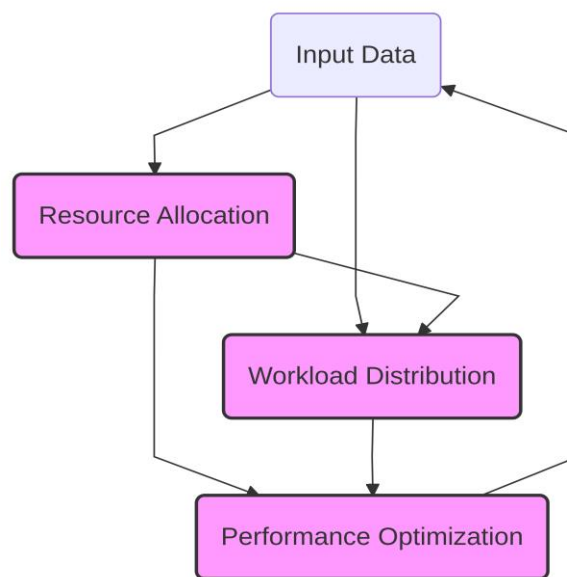 Input Data
Resource Allocation
Workload Distribution
Performance Optimization